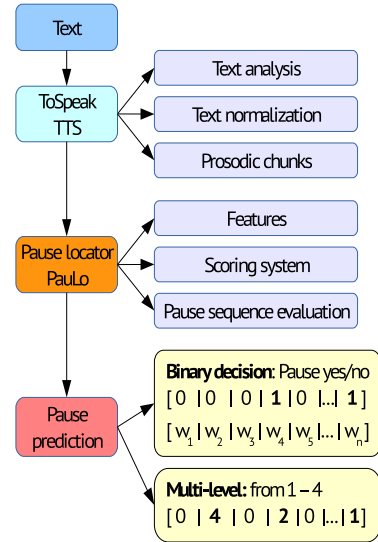 Text
ToSpeak
TTS
Text analysis
Text normalization
Prosodic chunks
Pause locator
PauLo
Features
Scoring system
Pause sequence evaluation
Pause
prediction
Binary decision: Pause yes/no
[ 0 | 0 | 0 | 1 | 0 |...| 1 ]
[ w1 | w2 | w3 | w4 | w5 |...| wn ]
Multi-level: from 1 – 4
[ 0 | 4 | 0 | 2 | 0 |...| 1 ]